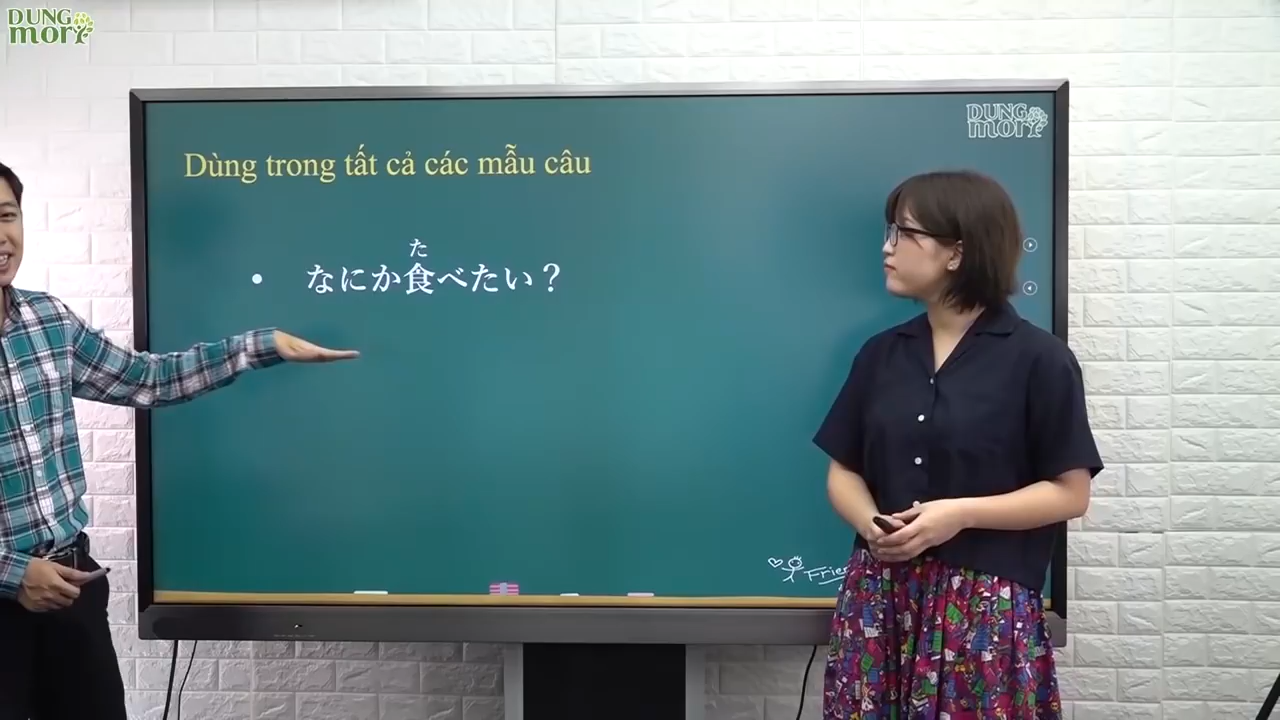 DUNG
mori
DUNG
mori
Dùng trong tất cả các mẫu câu
た
• なにか食べたい？